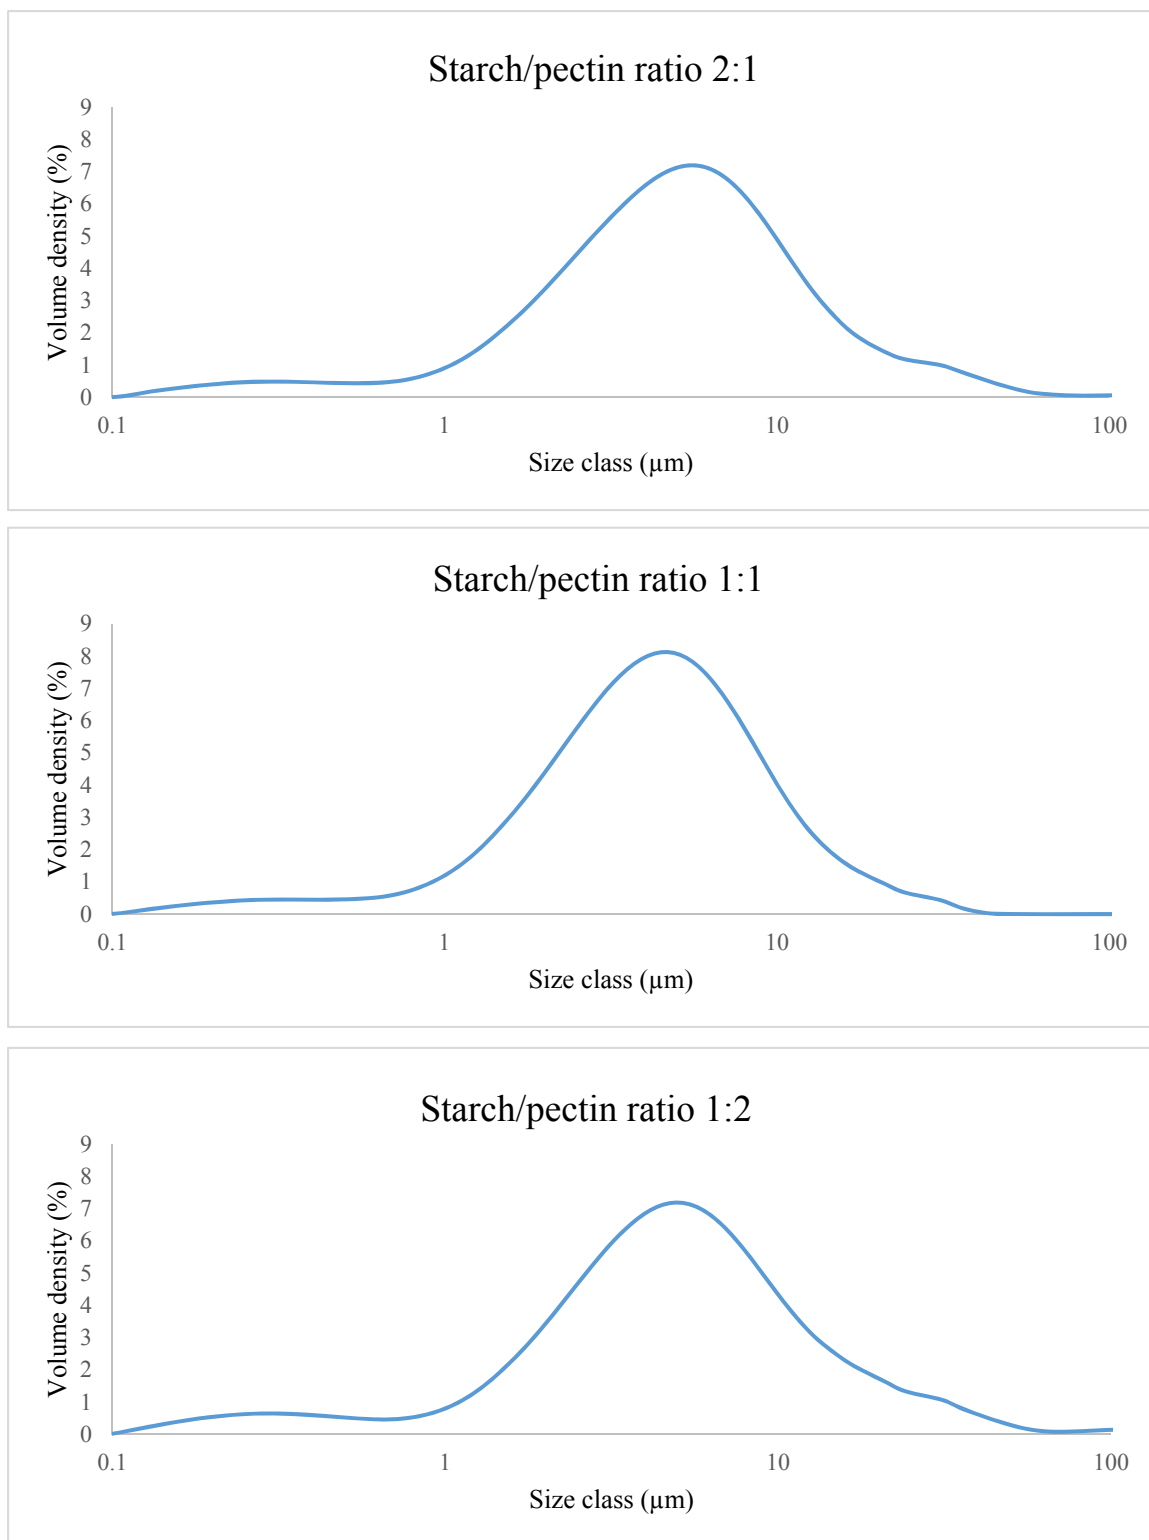 Starch/pectin ratio 2:1
9
8
7
6
5
4
3
2
1
0
Volume density (%)
0.1 1 10 100
Size class (µm)
Starch/pectin ratio 1:1
9
8
7
6
5
4
3
2
1
0
Volume density (%)
0.1 1 10 100
Size class (µm)
Starch/pectin ratio 1:2
9
8
7
6
5
4
3
2
1
0
Volume density (%)
0.1 1 10 100
Size class (µm)